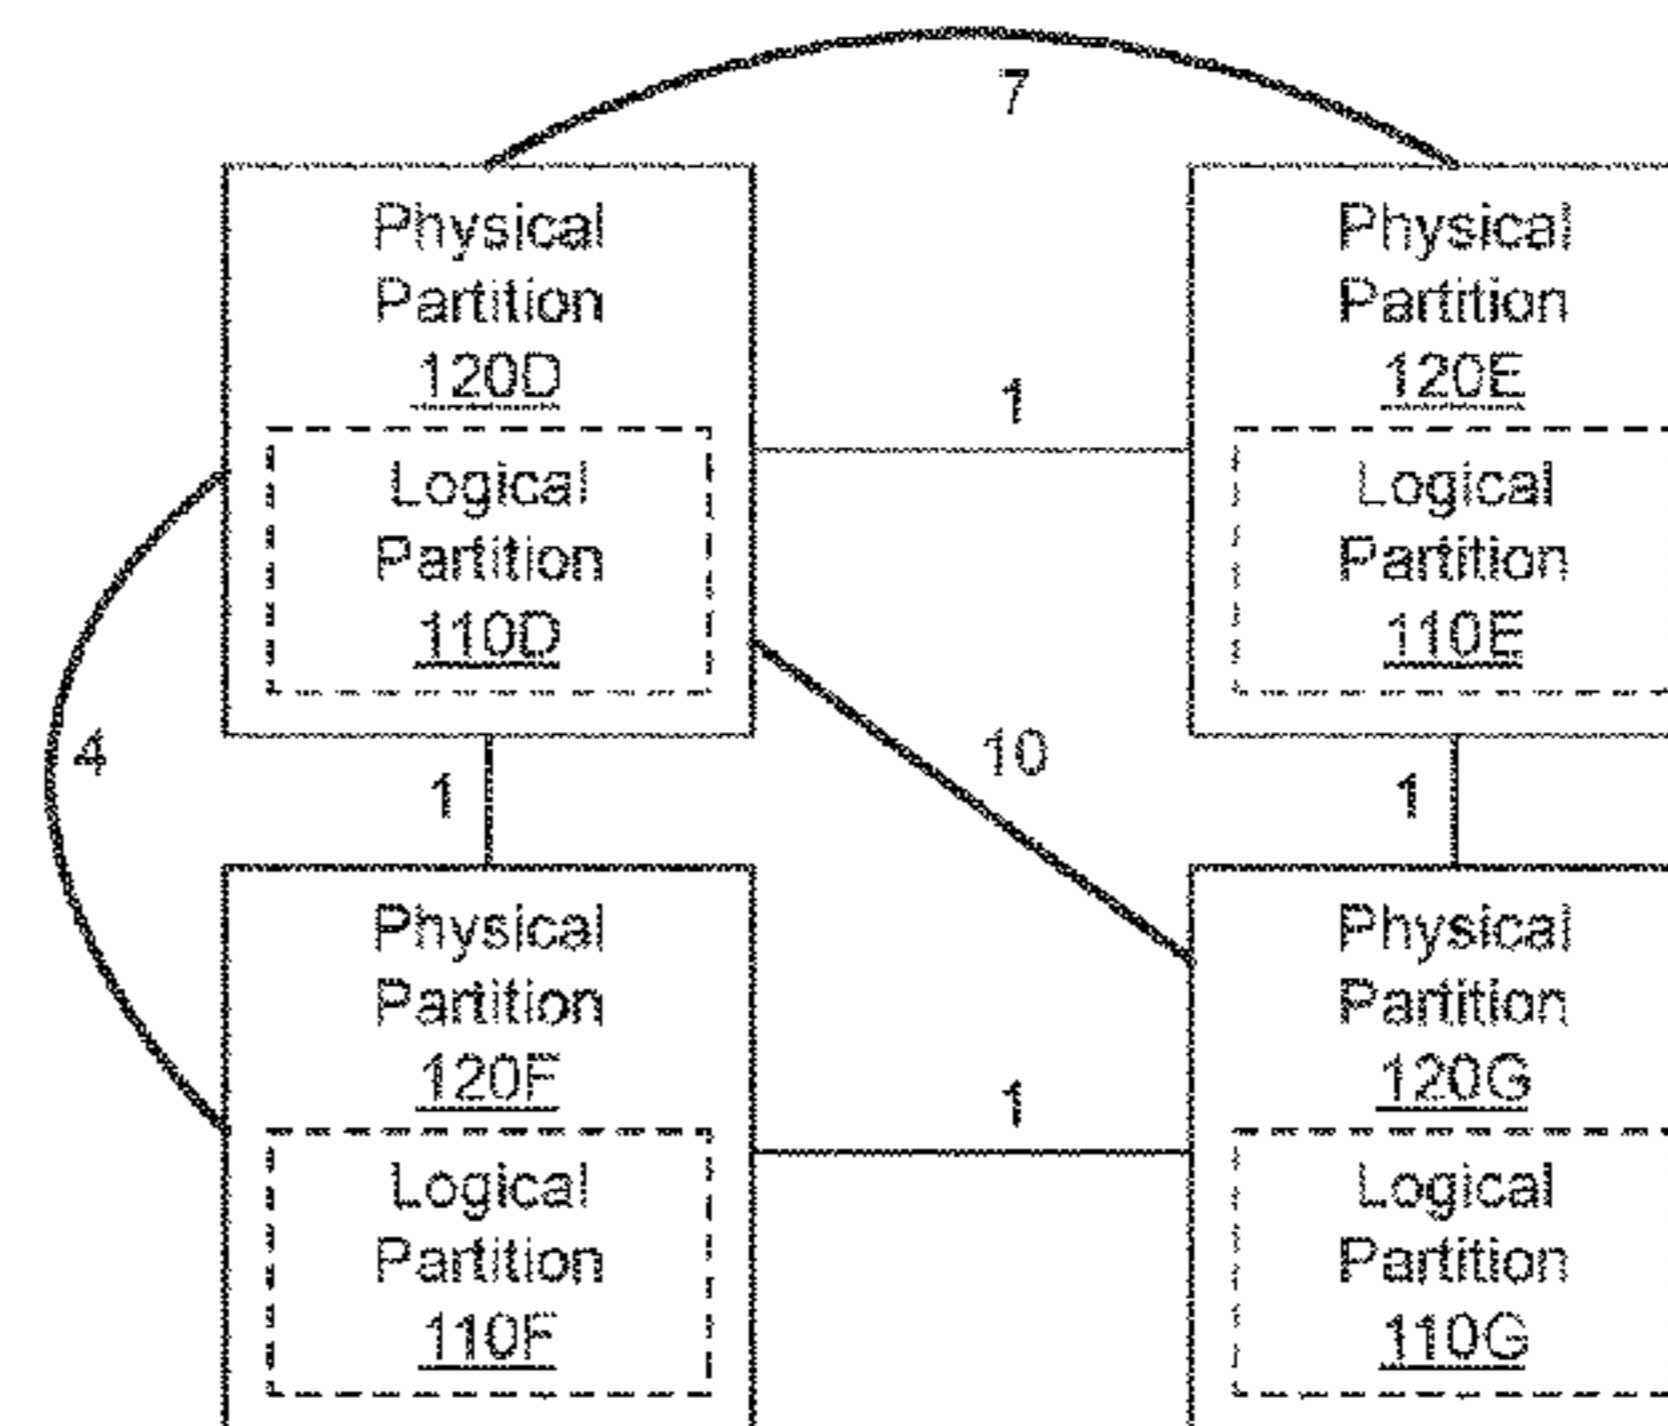 7
Physical
Partition
120D
Physical
Partition
120E
1
Logical
Partition
110D
Logical
Partition
110E
4
1
10
1
Physical
Partition
120F
Physical
Partition
120G
1
Logical
Partition
110F
Logical
Partition
110G